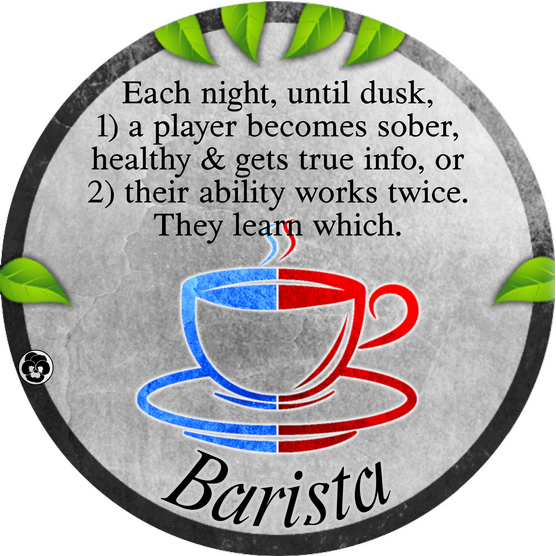 Each night, until dusk,
1) a player becomes sober,
healthy & gets true info, or
2) their ability works twice.
They learn which.
Barista